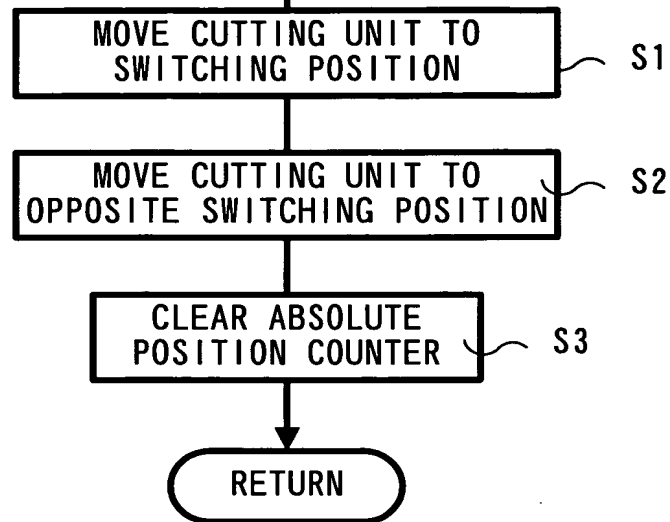 MOVE CUTTING UNIT TO
SWITCHING POSITION
S1
MOVE CUTTING UNIT TO
OPPOSITE SWITCHING POSITION
S2
CLEAR ABSOLUTE
POSITION COUNTER
S3
RETURN